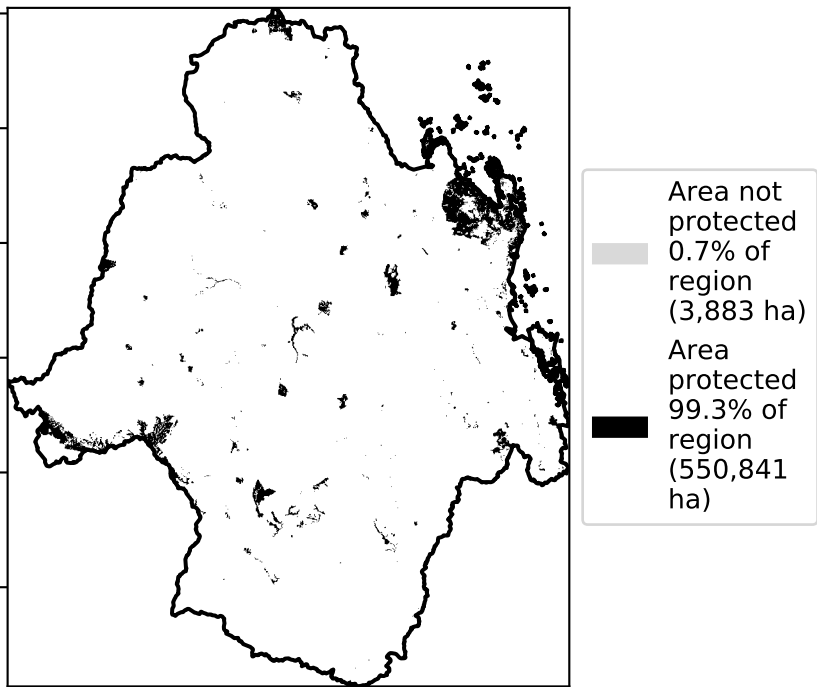 Area not
protected
0.7% of
region
(3,883 ha)
Area
protected
99.3% of
region
(550,841
ha)